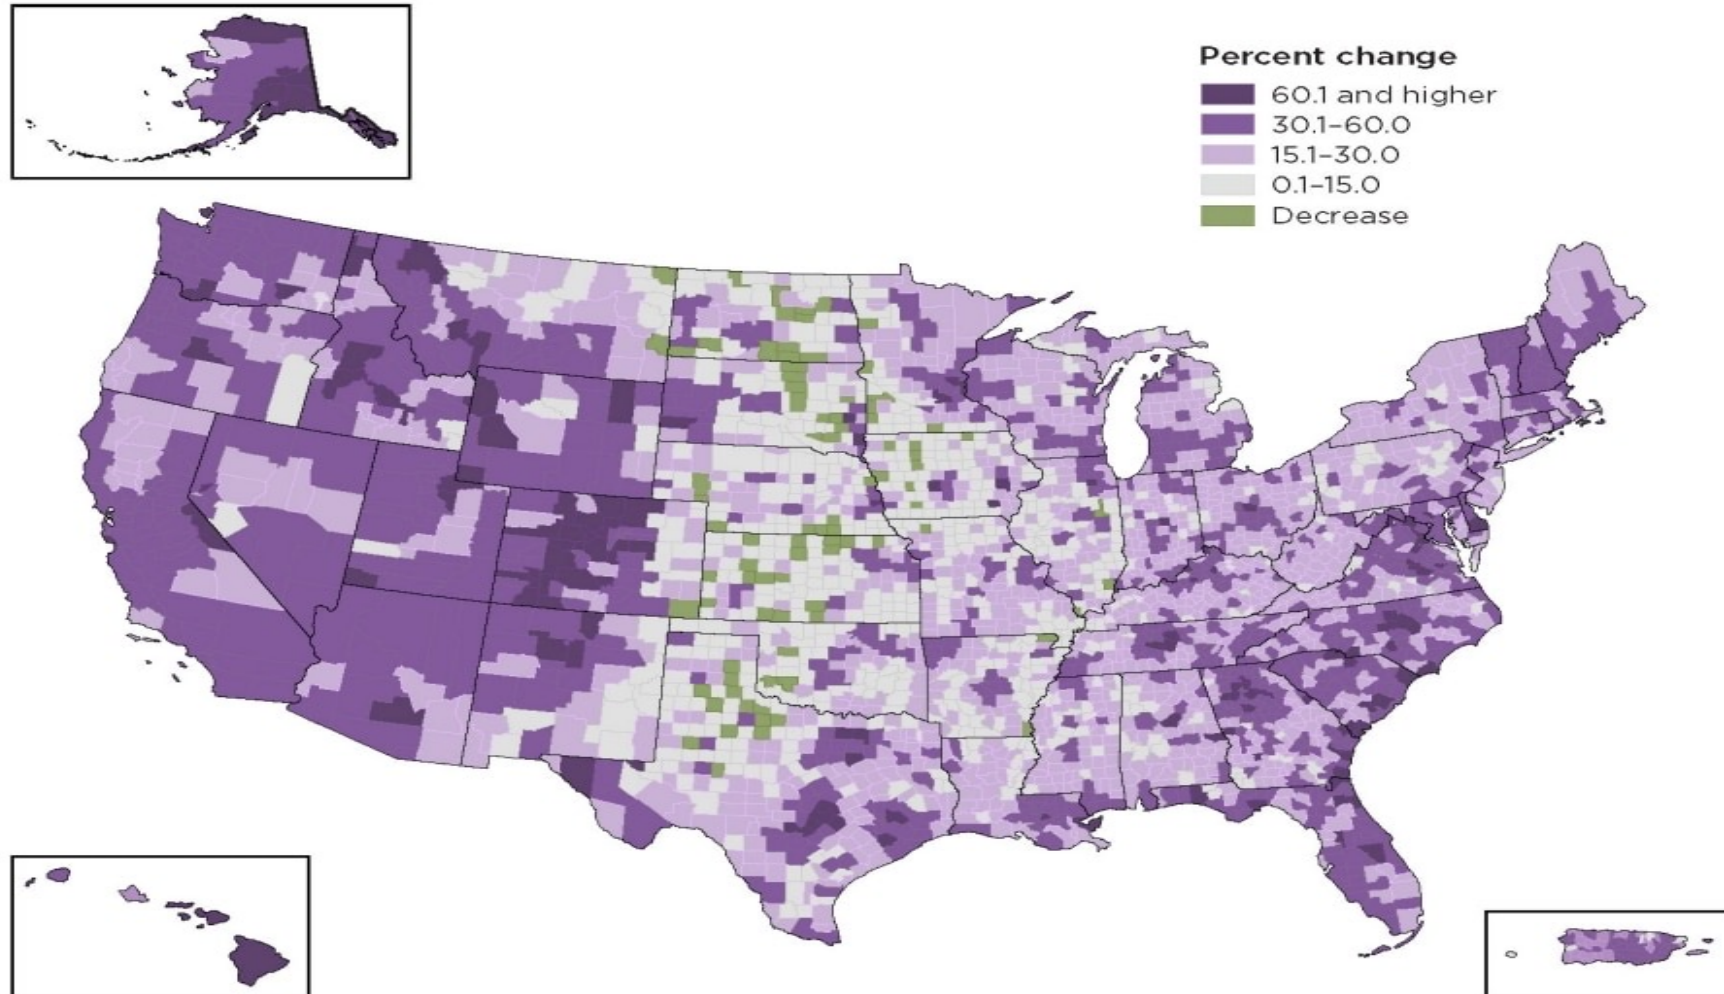 Percent change
60.1 and higher
30.1–60.0
15.1–30.0
0.1–15.0
Decrease